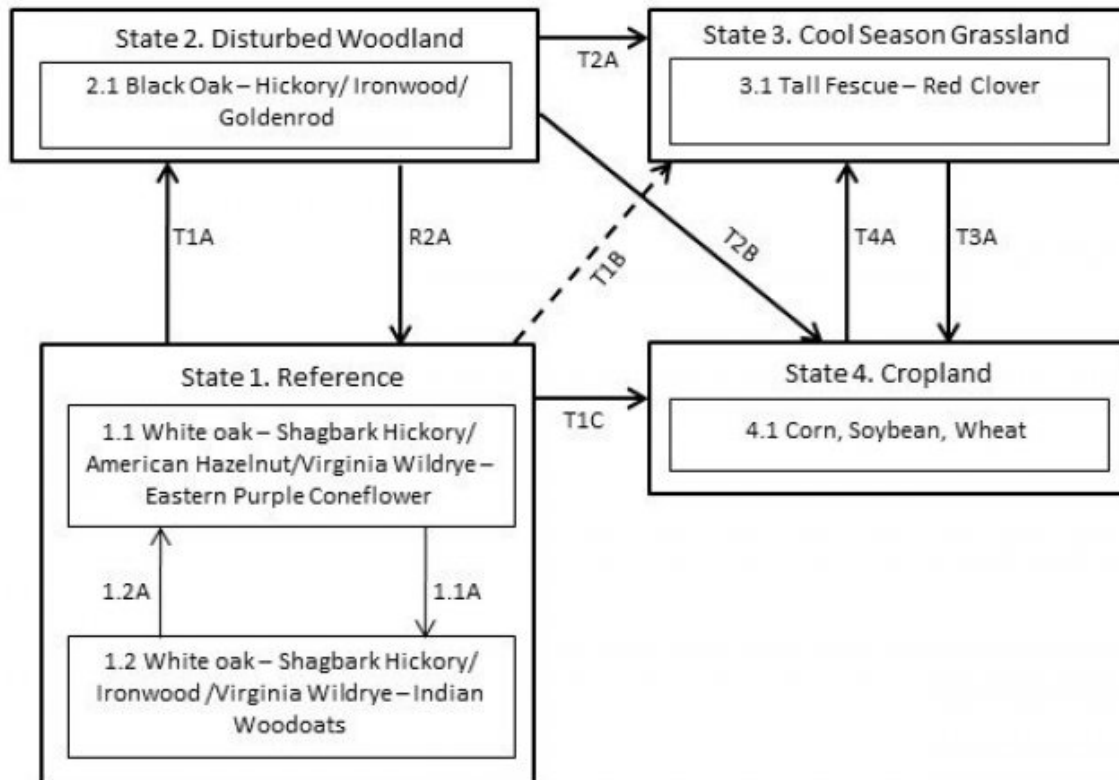 State 2. Disturbed Woodland
2.1 Black Oak – Hickory/ Ironwood/
Goldenrod
T2A
State 3. Cool Season Grassland
3.1 Tall Fescue – Red Clover
T1A
R2A
T1B
T2B
T4A
T3A
State 1. Reference
1.1 White oak – Shagbark Hickory/
American Hazelnut/Virginia Wildrye –
Eastern Purple Coneflower
1.2A
1.1A
1.2 White oak – Shagbark Hickory/
Ironwood /Virginia Wildrye – Indian
Woodoats
T1C
State 4. Cropland
4.1 Corn, Soybean, Wheat